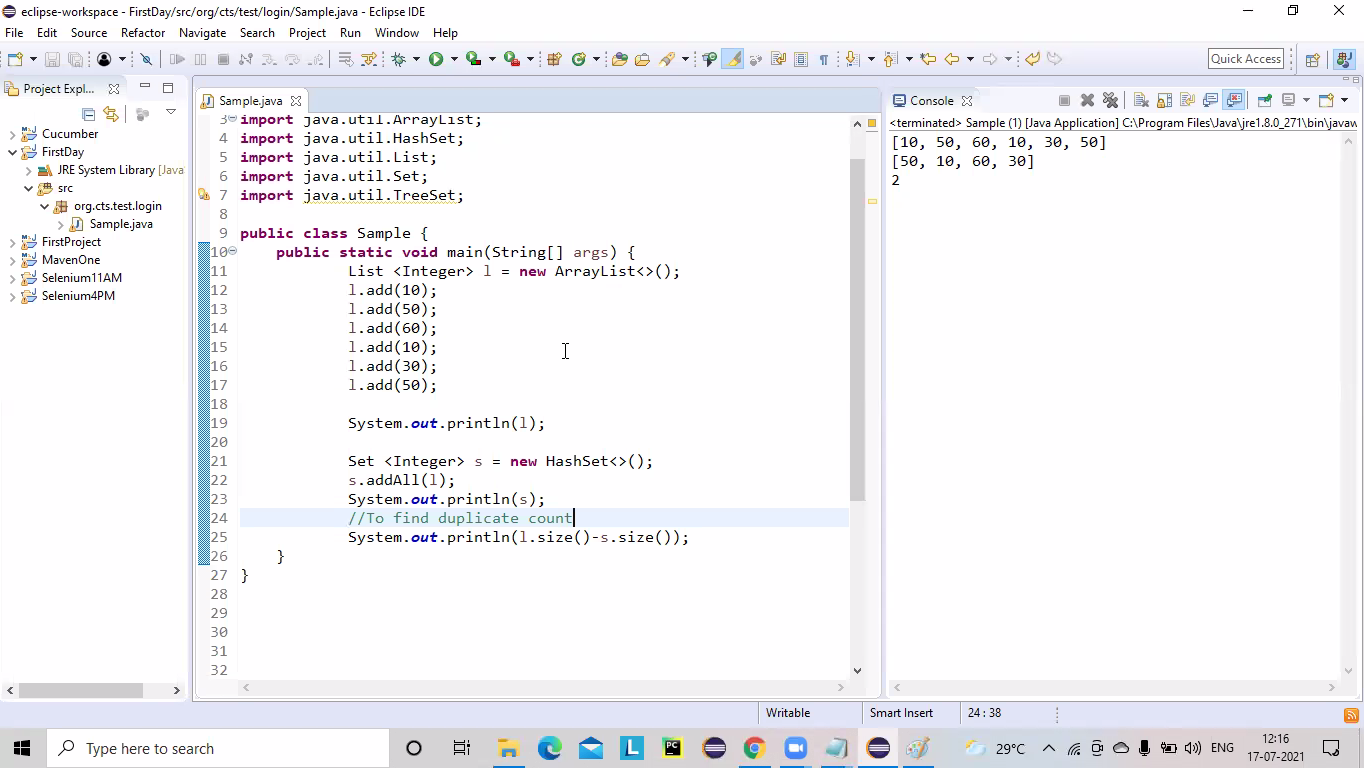 eclipse-workspace - FirstDay/src/org/cts/test/login/Sample.java - Eclipse IDE
File Edit Source Refactor Navigate Search Project Run Window Help
Quick Access
Project Expl...
Cucumber
FirstDay
JRE System Library [Java
src
org.cts.test.login
Sample.java
FirstProject
MavenOne
Selenium11AM
Selenium4PM
Sample.java
3 import java.util.ArrayList;
4 import java.util.HashSet;
5 import java.util.List;
6 import java.util.Set;
7 import java.util.TreeSet;
8
9 public class Sample {
10 public static void main(String[] args) {
11 List <Integer> l = new ArrayList<>();
12 l.add(10);
13 l.add(50);
14 l.add(60);
15 l.add(10);
16 l.add(30);
17 l.add(50);
18
19 System.out.println(l);
20
21 Set <Integer> s = new HashSet<>();
22 s.addAll(l);
23 System.out.println(s);
24 //To find duplicate count
25 System.out.println(l.size()-s.size());
26 }
27 }
28
29
30
31
32
Console
<terminated> Sample (1) [Java Application] C:\Program Files\Java\jre1.8.0_271\bin\javaw
[10, 50, 60, 10, 30, 50]
[50, 10, 60, 30]
2
Writable Smart Insert 24 : 38
Type here to search
L
PC
29°C
ENG
12:16
17-07-2021